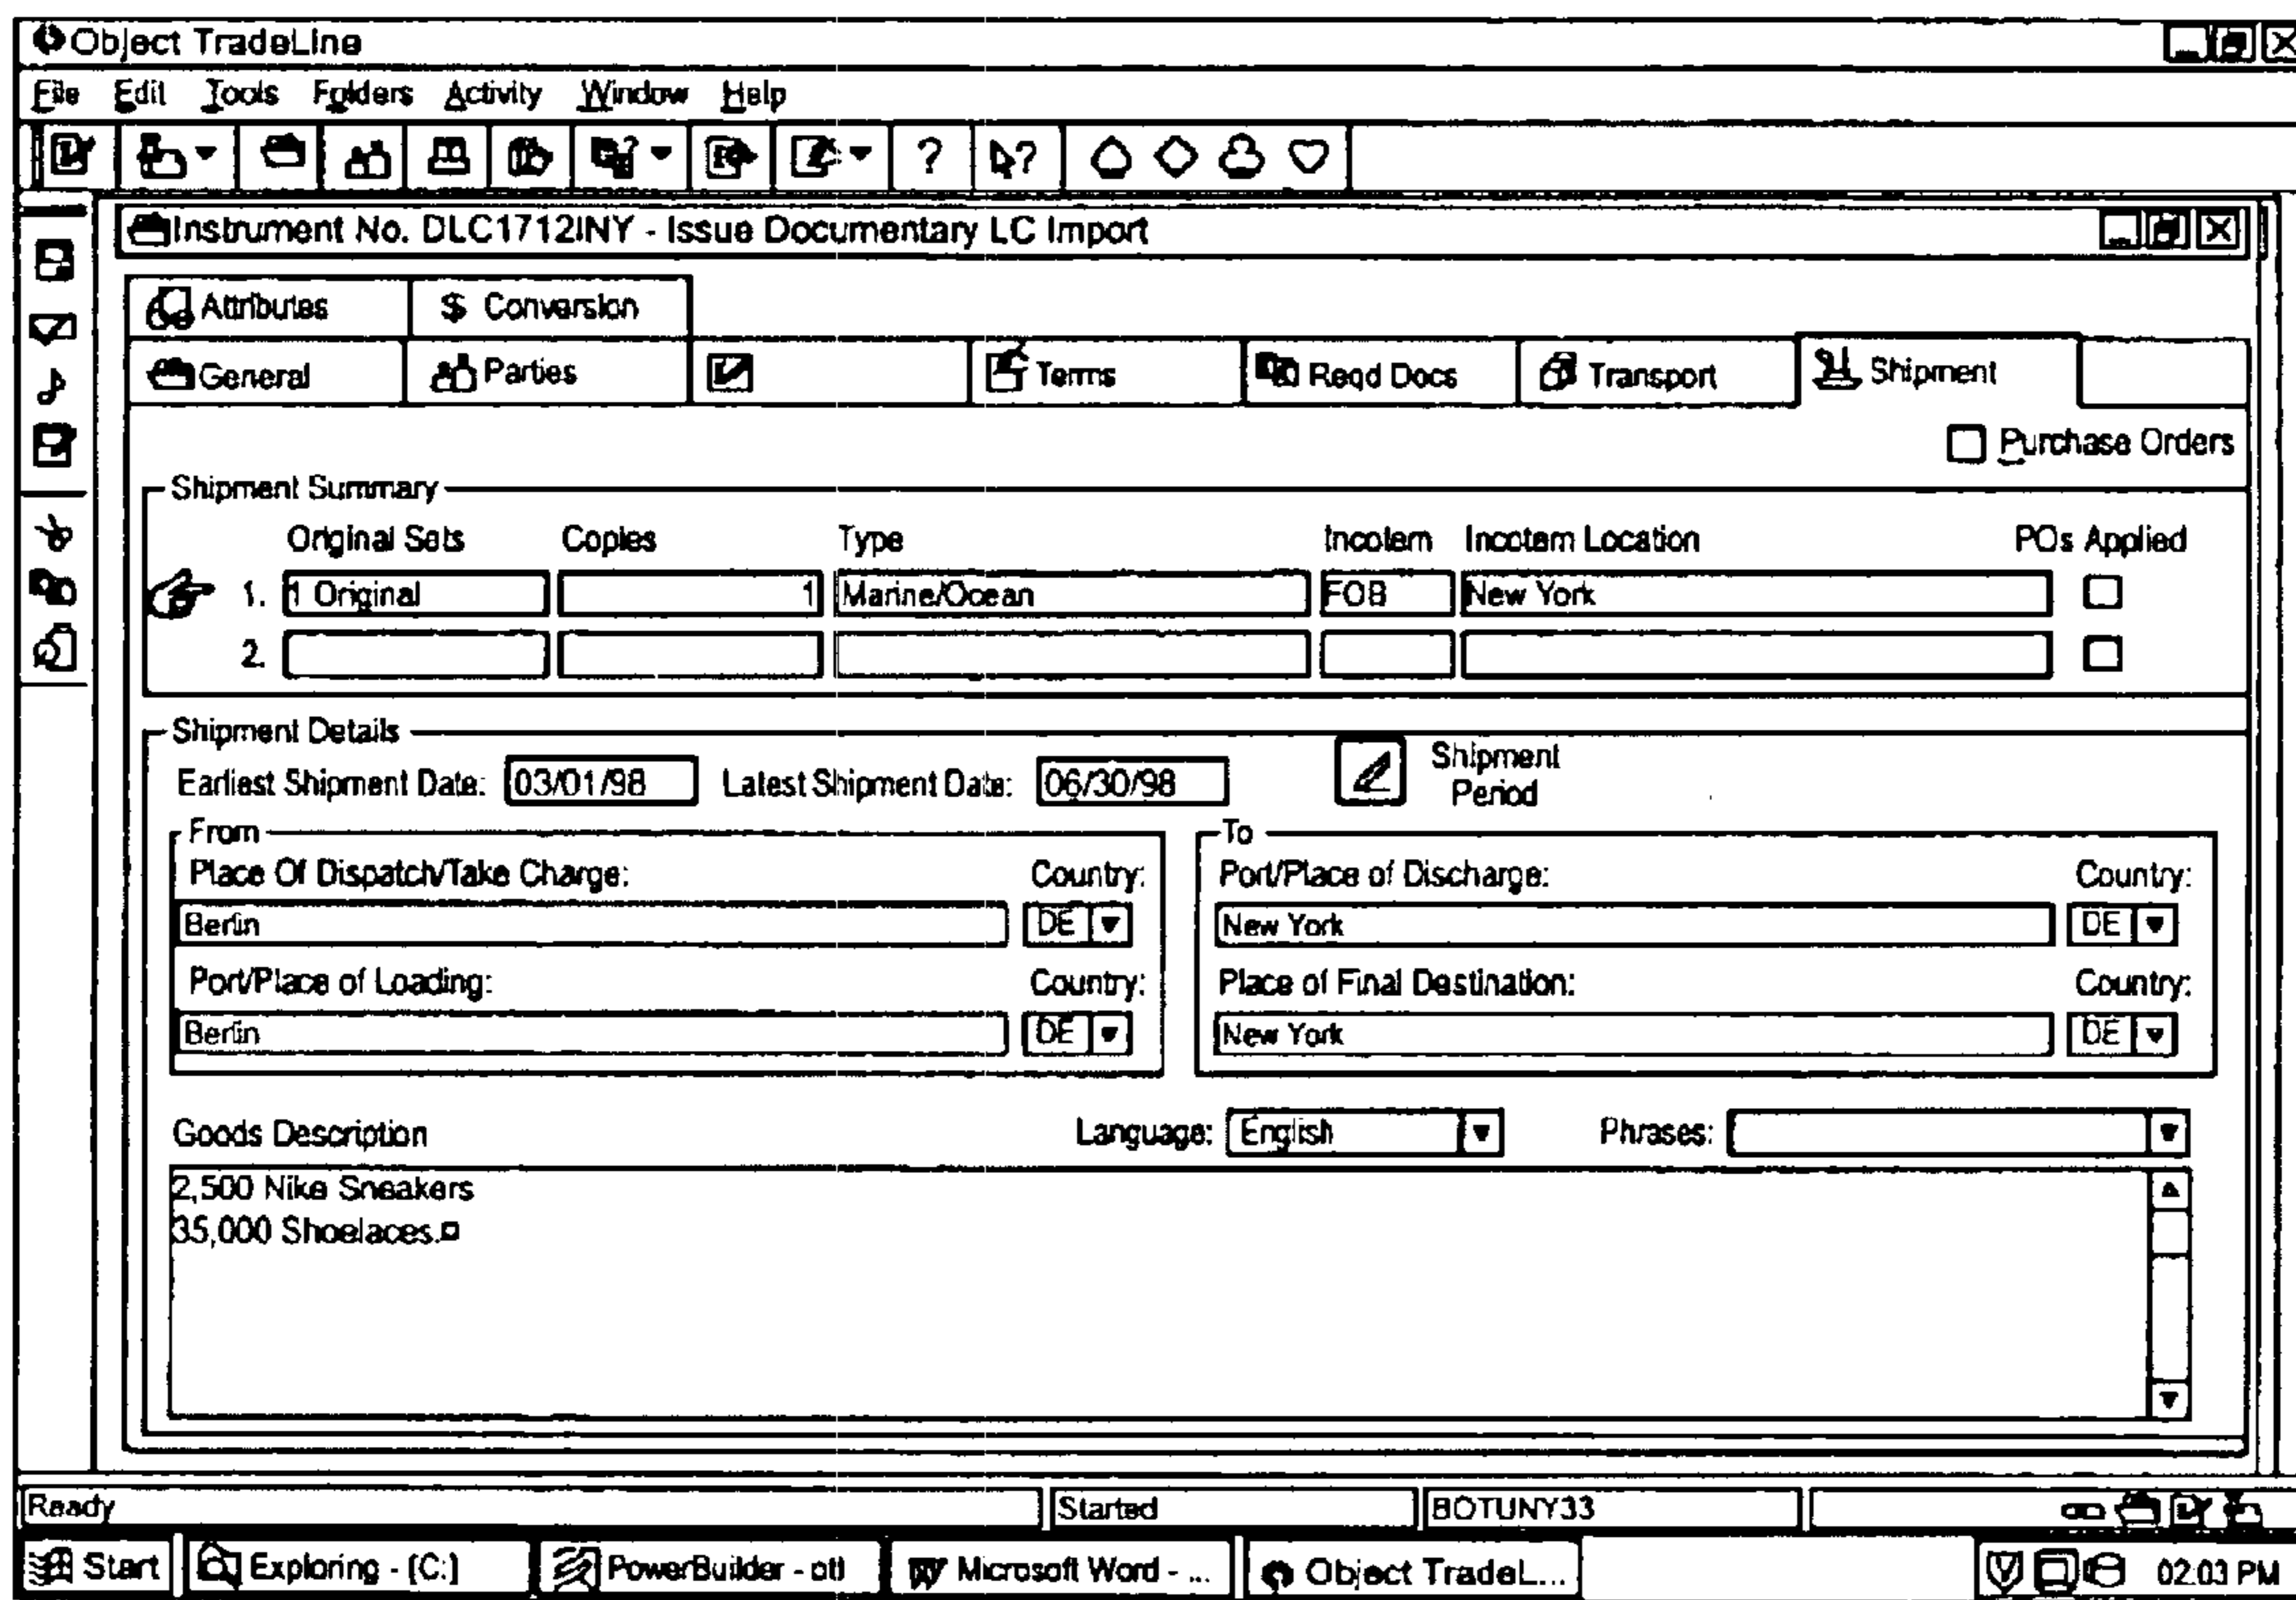 Object TradeLine
File Edit Tools Folders Activity Window Help
? ?
Instrument No. DLC1712INY - Issue Documentary LC Import
Attributes $ Conversion
General Parties Terms Reqd Docs Transport Shipment
Purchase Orders
Shipment Summary
Original Sets Copies Type Incotem Incotem Location POs Applied
1. 1 Original 1 Marine/Ocean FOB New York
2.
Shipment Details
Earliest Shipment Date: 03/01/98 Latest Shipment Date: 06/30/98 Shipment
Period
From To
Place Of Dispatch/Take Charge: Country: Port/Place of Discharge: Country:
Berlin DE New York DE
Port/Place of Loading: Country: Place of Final Destination: Country:
Berlin DE New York DE
Goods Description Language: English Phrases:
2,500 Nike Sneakers
35,000 Shoelaces.
Ready Started BOTUNY33
Start Exploring - [C:] PowerBuilder - otl Microsoft Word - ... Object TradeL... 02:03 PM